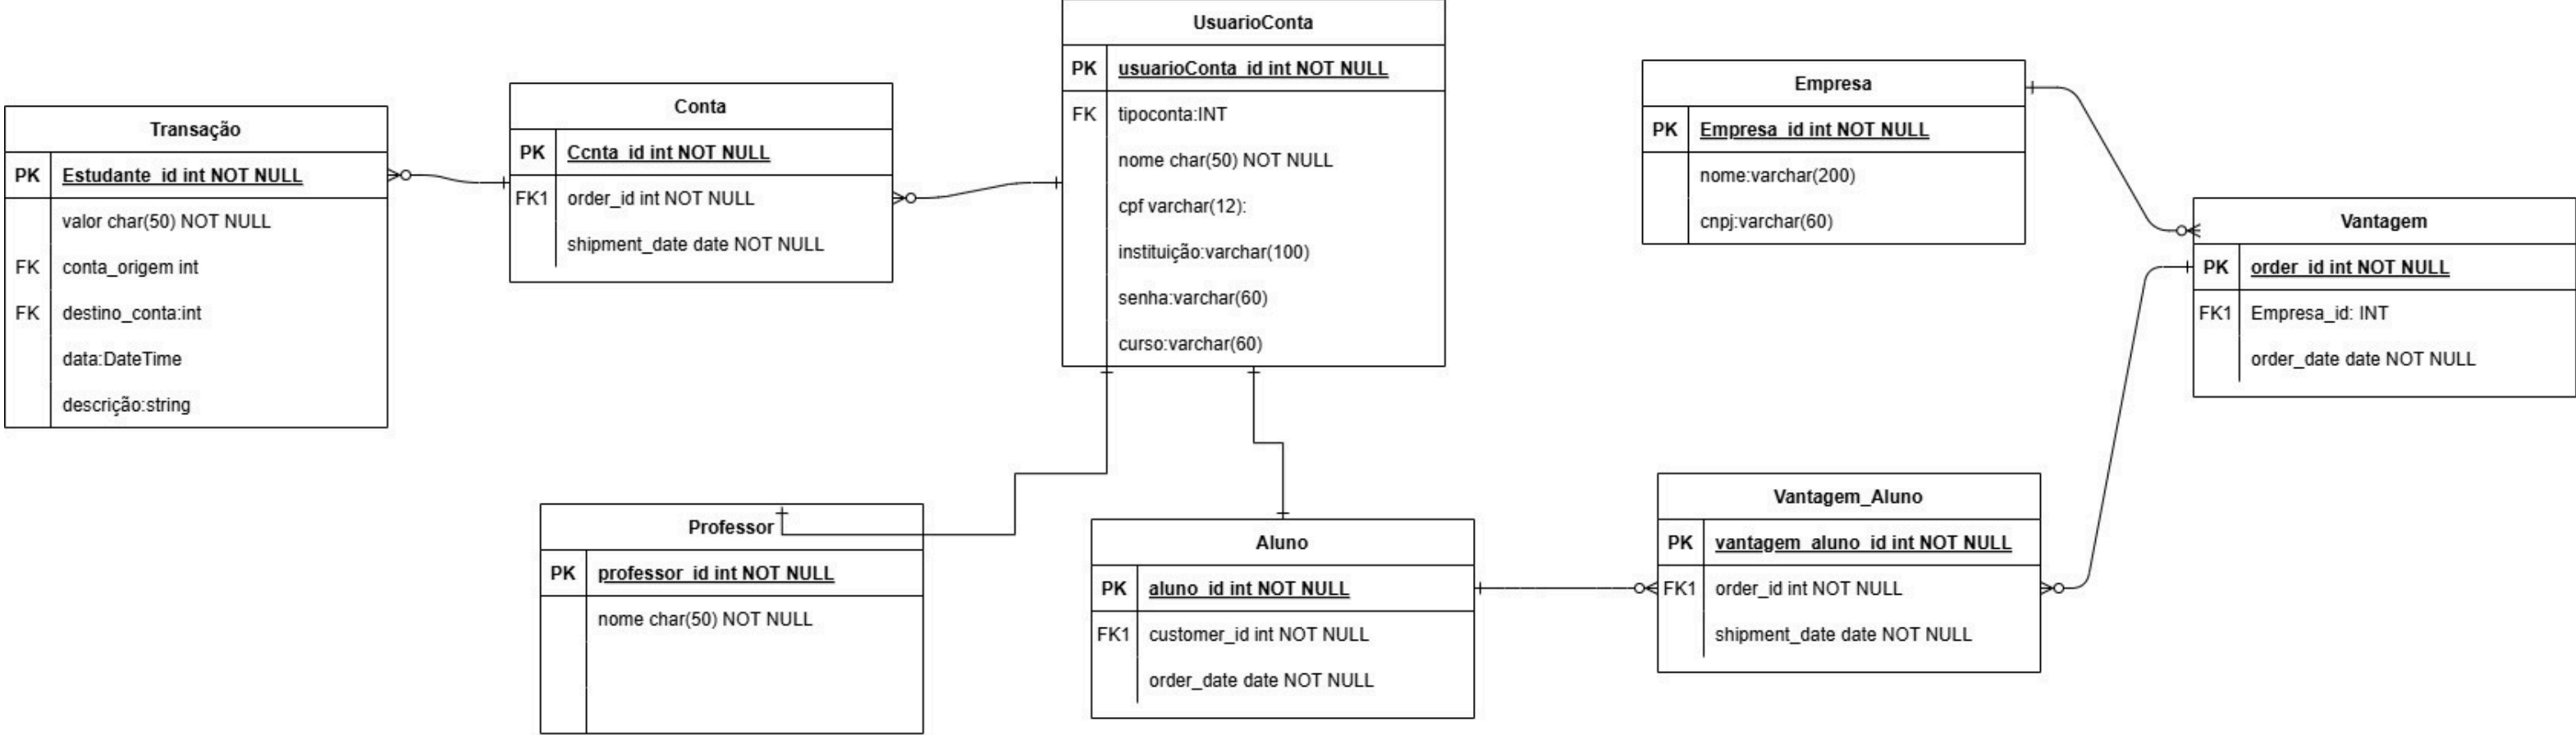 Transação
PK Estudante_id int NOT NULL
valor char(50) NOT NULL
FK conta_origem int
FK destino_conta:int
data:DateTime
descrição:string
Conta
PK Ccnta_id int NOT NULL
FK1 order_id int NOT NULL
shipment_date date NOT NULL
UsuarioConta
PK usuarioConta_id int NOT NULL
FK tipoconta:INT
nome char(50) NOT NULL
cpf varchar(12):
instituição:varchar(100)
senha:varchar(60)
curso:varchar(60)
Empresa
PK Empresa_id int NOT NULL
nome:varchar(200)
cnpj:varchar(60)
Vantagem
PK order_id int NOT NULL
FK1 Empresa_id: INT
order_date date NOT NULL
Professor
PK professor_id int NOT NULL
nome char(50) NOT NULL
Aluno
PK aluno_id int NOT NULL
FK1 customer_id int NOT NULL
order_date date NOT NULL
Vantagem_Aluno
PK vantagem_aluno_id int NOT NULL
FK1 order_id int NOT NULL
shipment_date date NOT NULL